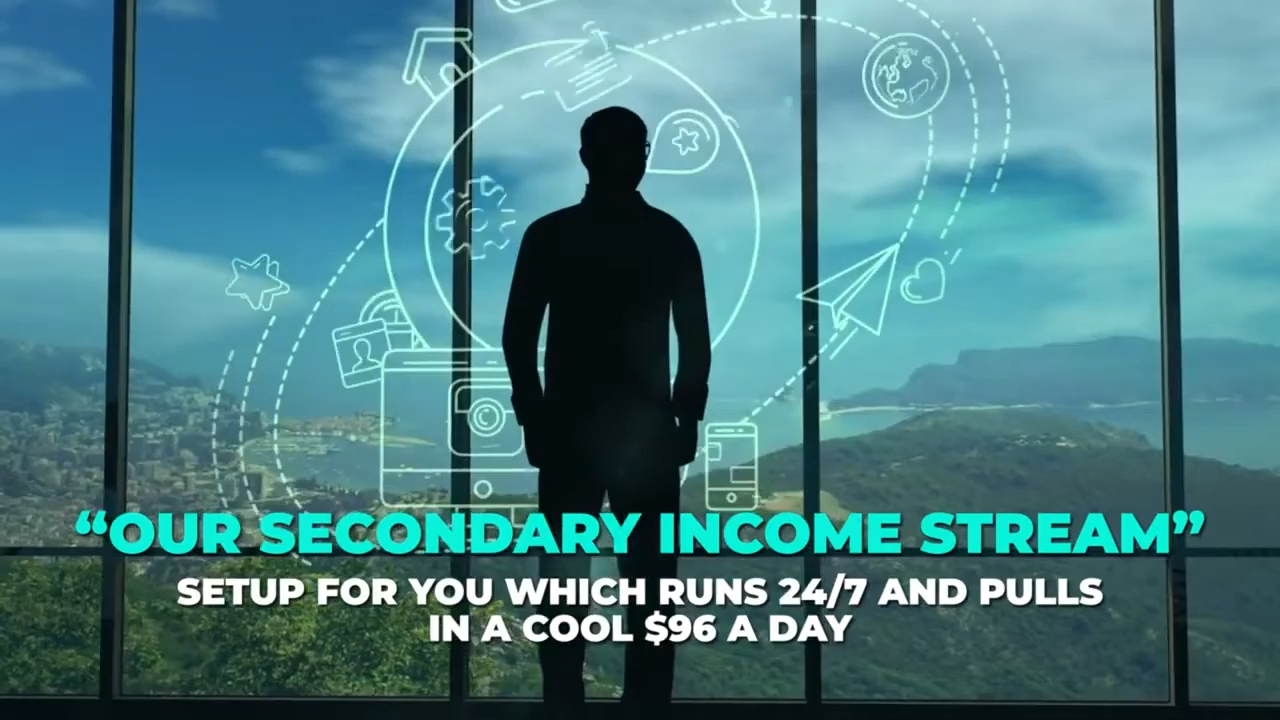 “OUR SECONDARY INCOME STREAM”
SETUP FOR YOU WHICH RUNS 24/7 AND PULLS
IN A COOL $96 A DAY